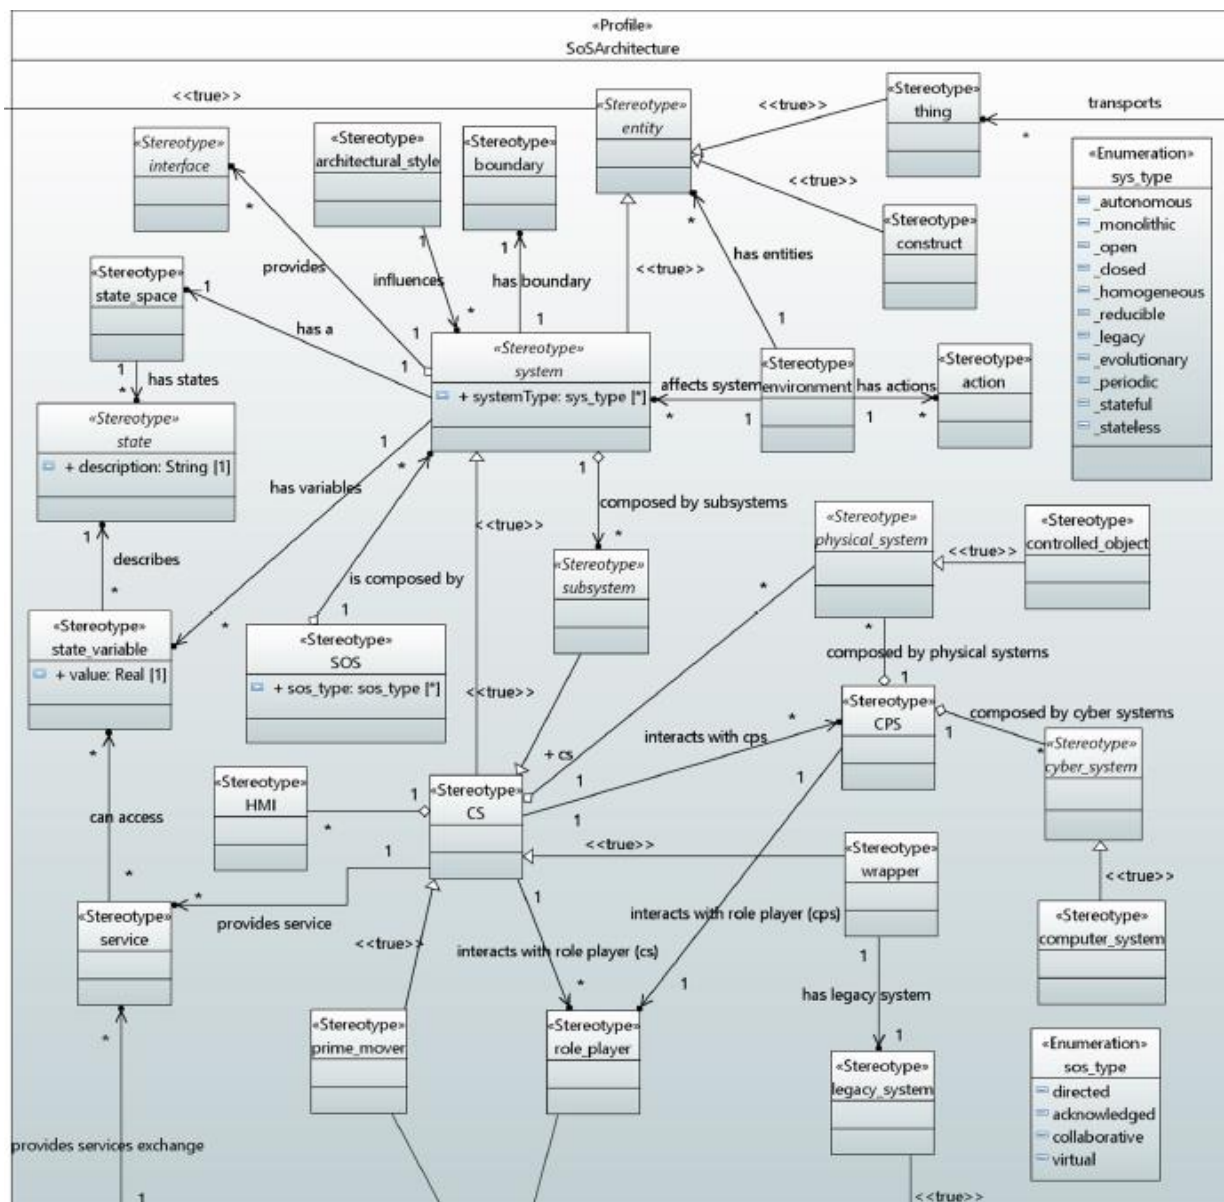 «Profile»
SoSArchitecture
<<true>>
«Stereotype»
entity
<<true>>
«Stereotype»
thing
transports
*
«Stereotype»
interface
*
«Stereotype»
architectural_style
1
«Stereotype»
boundary
1
<<true>>
«Enumeration»
sys_type
_autonomous
_monolithic
_open
_closed
_homogeneous
_reducible
_legacy
_evolutionary
_periodic
_stateful
_stateless
*
«Stereotype»
construct
has entities
1
«Stereotype»
state_space
1
provides
influences
*
has boundary
1
<<true>>
has a
1
1
1
has states
*
«Stereotype»
system
+ systemType: sys_type [*]
affects system
*
1
«Stereotype»
environment
has actions
1
*
«Stereotype»
action
«Stereotype»
state
+ description: String [1]
1
has variables
*
1
composed by subsystems
*
<<true>>
«Stereotype»
physical_system
«Stereotype»
controlled_object
<<true>>
1
describes
*
is composed by
1
«Stereotype»
subsystem
*
*
«Stereotype»
state_variable
+ value: Real [1]
*
«Stereotype»
SOS
+ sos_type: sos_type [*]
composed by physical systems
1
<<true>>
«Stereotype»
CPS
composed by cyber systems
1
*
«Stereotype»
cyber_system
interacts with cps
*
+ cs
1
1
1
*
«Stereotype»
HMI
1
*
«Stereotype»
CS
can access
*
1
<<true>>
«Stereotype»
wrapper
<<true>>
«Stereotype»
service
*
provides service
1
interacts with role player (cps)
«Stereotype»
computer_system
<<true>>
interacts with role player (cs)
*
1
1
has legacy system
1
*
«Stereotype»
prime_mover
«Stereotype»
role_player
«Stereotype»
legacy_system
«Enumeration»
sos_type
directed
acknowledged
collaborative
virtual
provides services exchange
1
<<true>>